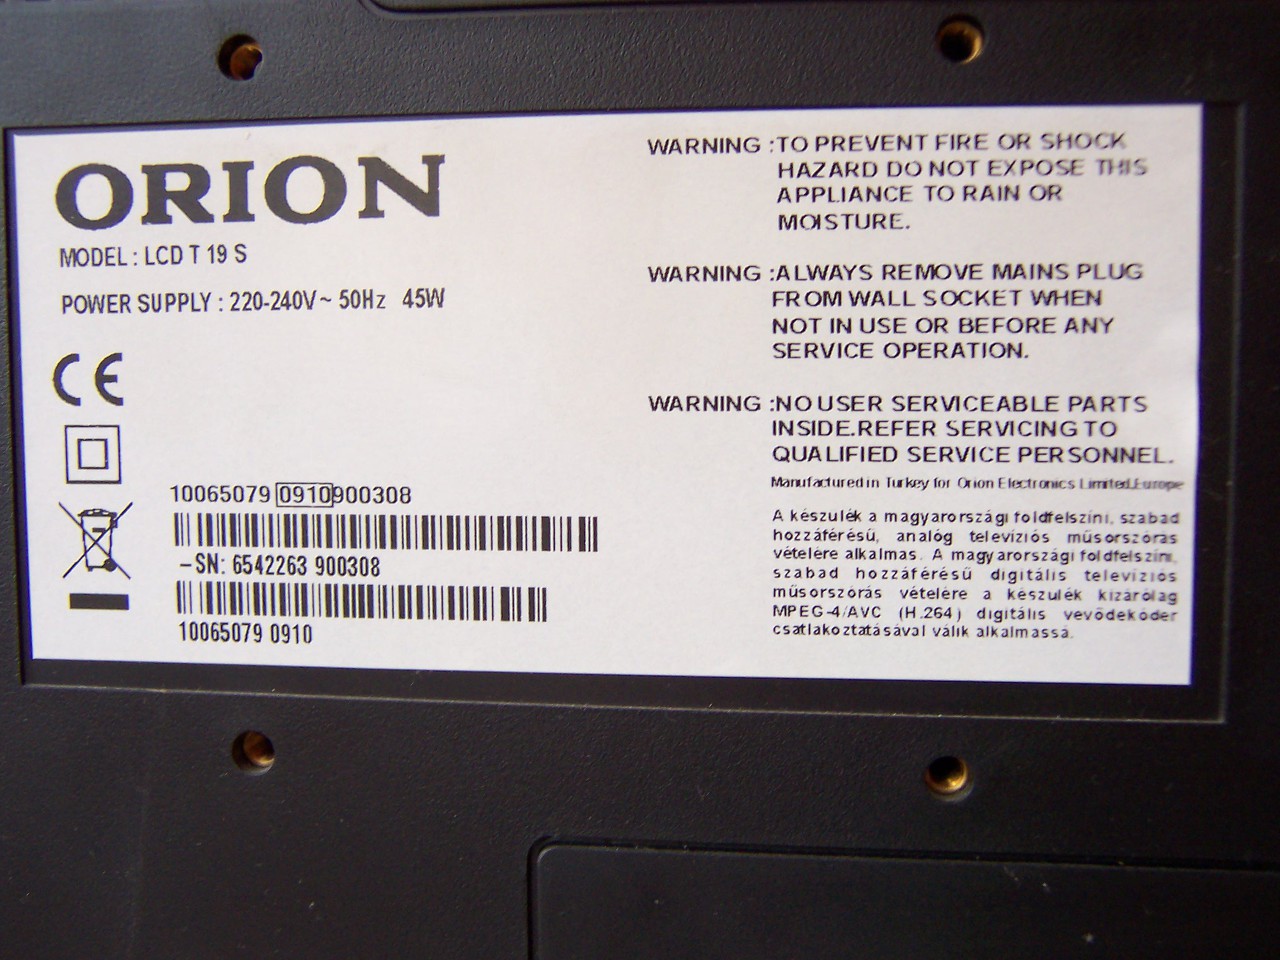 ORION
MODEL : LCD T 19 S
POWER SUPPLY : 220-240V ~ 50Hz 45W
CE
10065079 0910900308
-SN: 6542263 900308
10065079 0910
WARNING :TO PREVENT FIRE OR SHOCK
HAZARD DO NOT EXPOSE THIS
APPLIANCE TO RAIN OR
MOISTURE.
WARNING :ALWAYS REMOVE MAINS PLUG
FROM WALL SOCKET WHEN
NOT IN USE OR BEFORE ANY
SERVICE OPERATION.
WARNING :NO USER SERVICEABLE PARTS
INSIDE.REFER SERVICING TO
QUALIFIED SERVICE PERSONNEL.
Manufactured in Turkey for Orion Electronics Limited,Europe
A készülék a magyarországi földfelszíni, szabad
hozzáférésű, analóg televíziós műsorszórás
vételére alkalmas. A magyarországi földfelszíni,
szabad hozzáférésű digitális televíziós
műsorszórás vételére a készülék kizárólag
MPEG-4/AVC (H.264) digitális vevődekóder
csatlakoztatásával válik alkalmassá.